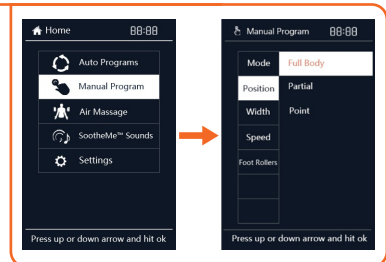 Home 88:88
Auto Programs
Manual Program
Air Massage
SootheMe™ Sounds
Settings
Press up or down arrow and hit ok
Manual Program 88:88
Mode Full Body
Position Partial
Width Point
Speed
Foot Rollers
Press up or down arrow and hit ok